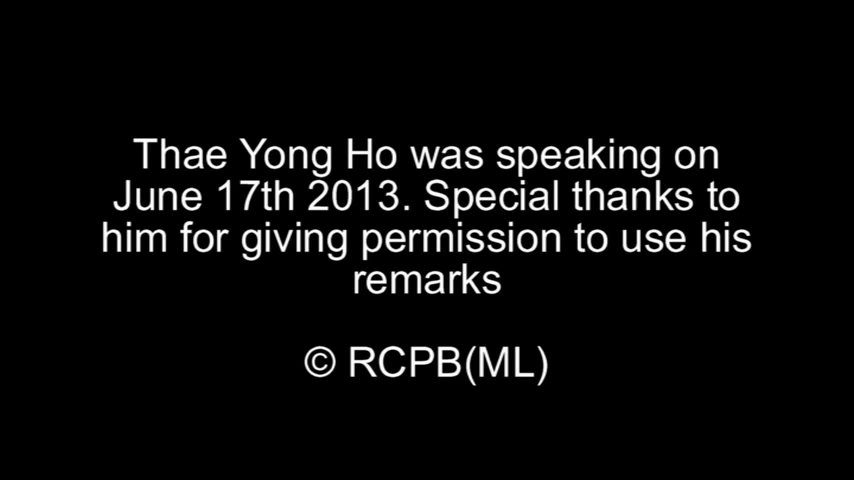 Thae Yong Ho was speaking on
June 17th 2013. Special thanks to
him for giving permission to use his
remarks
© RCPB(ML)